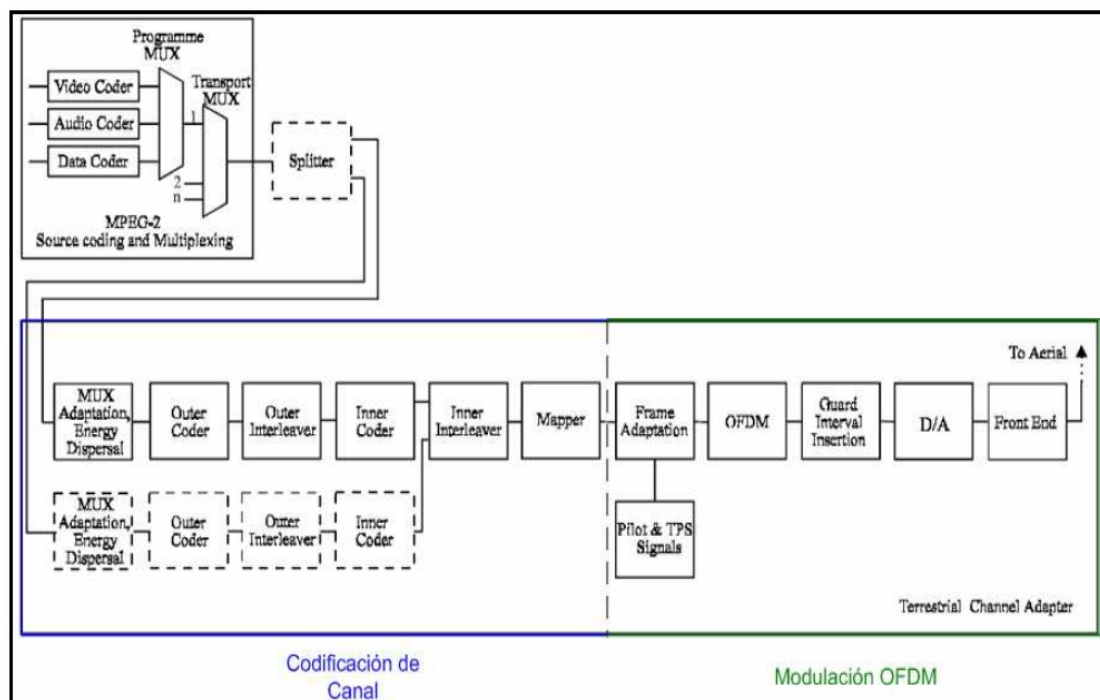 Programme
MUX
Video Coder
Audio Coder
Data Coder
Transport
MUX
1
2
n
MPEG-2
Source coding and Multiplexing
Splitter
To Aerial
MUX
Adaptation,
Energy
Dispersal
Outer
Coder
Outer
Interleaver
Inner
Coder
Inner
Interleaver
Mapper
Frame
Adaptation
OFDM
Guard
Interval
Insertion
D/A
Front End
MUX
Adaptation,
Energy
Dispersal
Outer
Coder
Outer
Interleaver
Inner
Coder
Pilot & TPS
Signals
Terrestrial Channel Adapter
Codificación de
Canal
Modulación OFDM